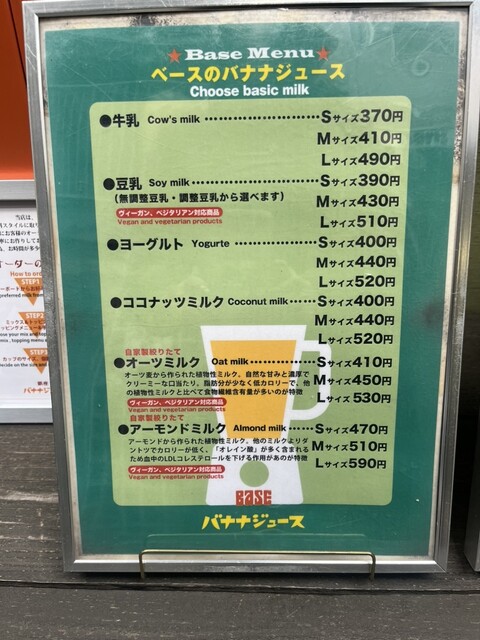 ★Base Menu★
ベースのバナナジュース
Choose basic milk
●牛乳 Cow's milk ………………… Sサイズ370円
Mサイズ410円
Lサイズ490円
●豆乳 Soy milk ………………… Sサイズ390円
(無調整豆乳・調整豆乳から選べます) Mサイズ430円
ヴィーガン、ベジタリアン対応商品
Vegan and vegetarian products
Lサイズ510円
●ヨーグルト Yogurte ………………… Sサイズ400円
Mサイズ440円
Lサイズ520円
●ココナッツミルク Coconut milk …… Sサイズ400円
Mサイズ440円
Lサイズ520円
自家製絞りたて
●オーツミルク Oat milk ………… Sサイズ410円
オーツ麦から作られた植物性ミルク。自然な甘みと濃厚で
クリーミーな口当たり。脂肪分が少なく低カロリーで、他 Mサイズ450円
の植物性ミルクと比べて食物繊維含有量が多いのが特徴
ヴィーガン、ベジタリアン対応商品 Lサイズ530円
Vegan and vegetarian products
自家製絞りたて
●アーモンドミルク Almond milk …… Sサイズ470円
アーモンドから作られた植物性ミルク。他のミルクよりダ
ントツでカロリーが低く、「オレイン酸」が多く含まれる Mサイズ510円
ため血中のLDLコレステロールを下げる作用があのが特徴
ヴィーガン、ベジタリアン対応商品 Lサイズ590円
Vegan and vegetarian products
BASE
バナナジュース
当店は、
How to or
STEP1
STEP2
STEP3